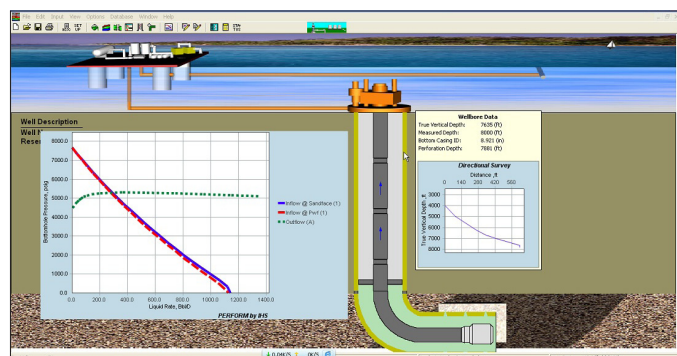 File Edit Input View Options Database Window Help
Well Description
Well N
Rese
Bottomhole Pressure, psig
8000.0
7000.0
6000.0
5000.0
4000.0
3000.0
2000.0
1000.0
0.0
0.0 200.0 400.0 600.0 800.0 1000.0 1200.0 1400.0
Liquid Rate, Bbl/D
Inflow @ Sandface (1)
Inflow @ Pwf (1)
Outflow (A)
PERFORM by IHS
Wellbore Data
True Vertical Depth: 7635 (ft)
Measured Depth: 8000 (ft)
Bottom Casing ID: 8.921 (in)
Perforation Depth: 7881 (ft)
Directional Survey
Distance ,ft
0 140 280 420 560
True Vertical Depth, ft
3000
4000
5000
6000
7000
8000
0.04K/S 0K/S